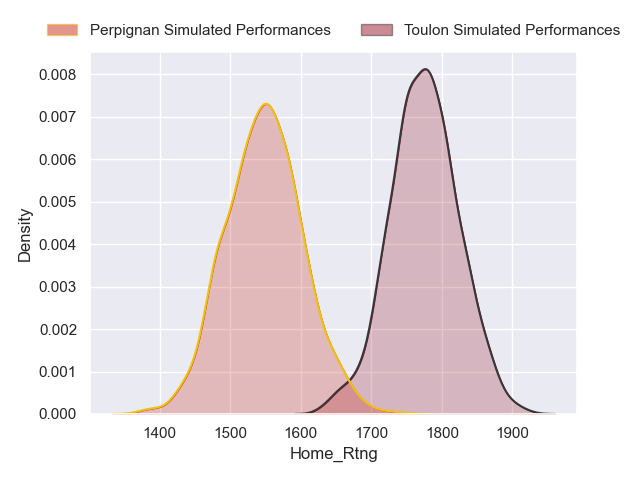 Perpignan Simulated Performances
Toulon Simulated Performances
0.008
0.007
0.006
0.005
0.004
0.003
0.002
0.001
0.000
Density
1400 1500 1600 1700 1800 1900
Home_Rtng